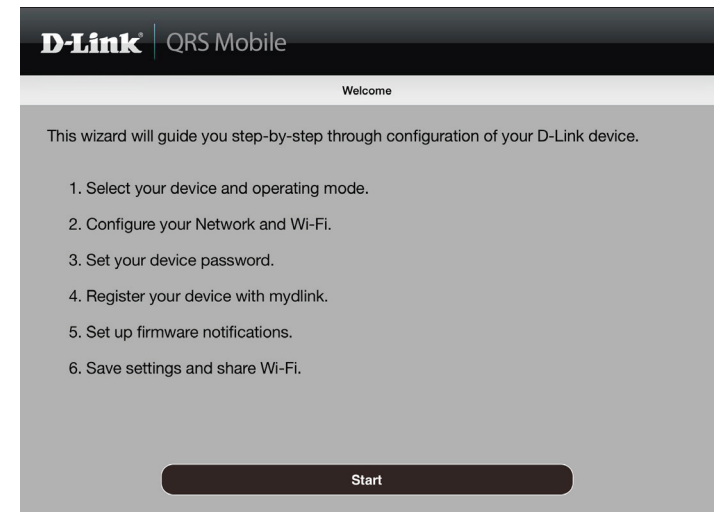 D-Link® QRS Mobile
Welcome
This wizard will guide you step-by-step through configuration of your D-Link device.
1. Select your device and operating mode.
2. Configure your Network and Wi-Fi.
3. Set your device password.
4. Register your device with mydlink.
5. Set up firmware notifications.
6. Save settings and share Wi-Fi.
Start